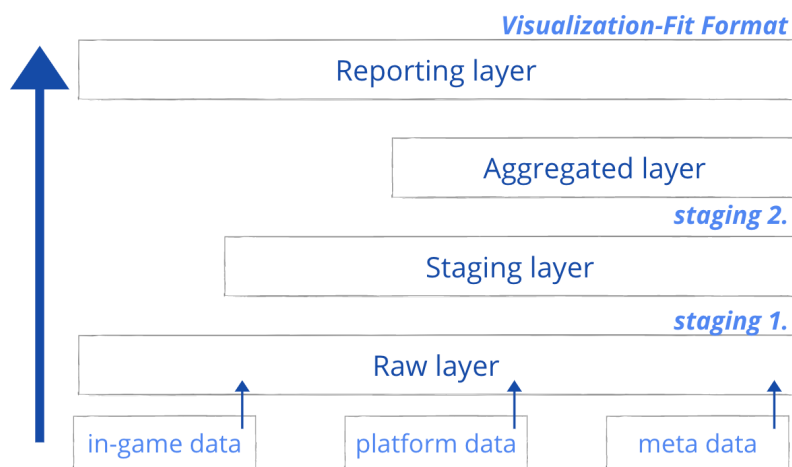 Visualization-Fit Format
Reporting layer
Aggregated layer
staging 2.
Staging layer
staging 1.
Raw layer
in-game data
platform data
meta data